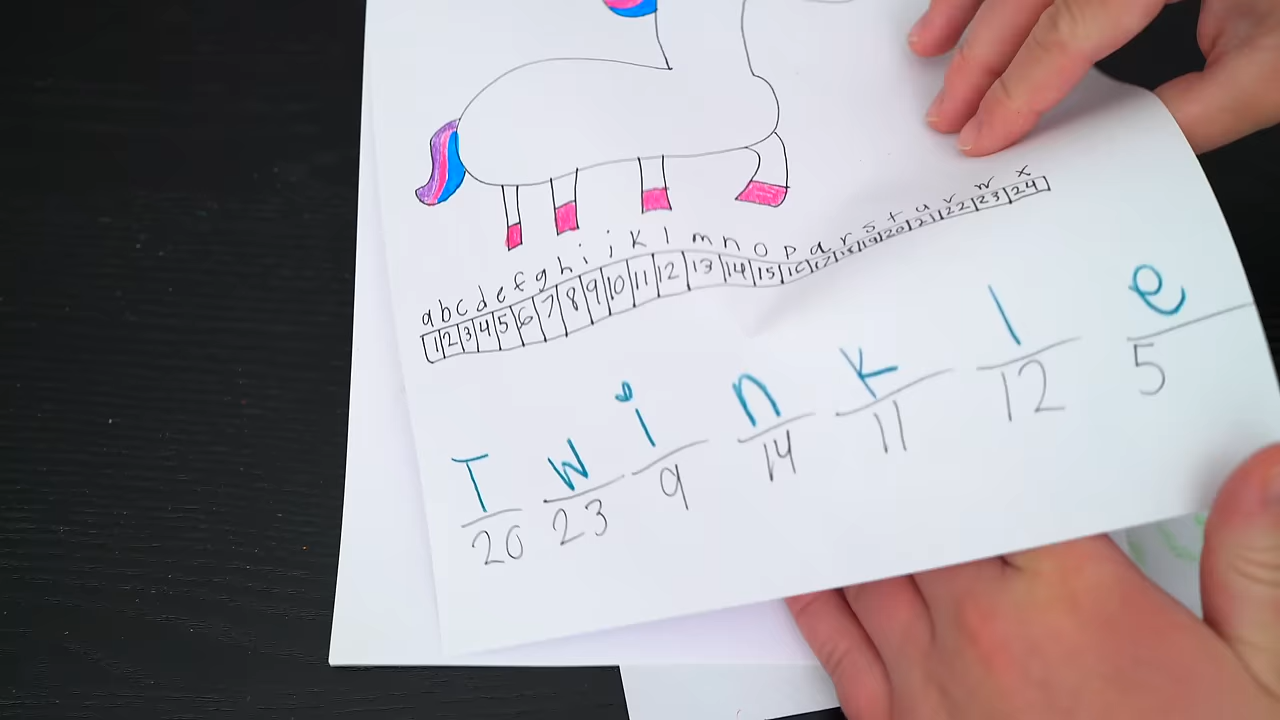 a b c d e f g h i j k l m n o p q r s t u v w x
1 2 3 4 5 6 7 8 9 10 11 12 13 14 15 16 17 18 19 20 21 22 23 24
T w i n k l e
20 23 9 14 11 12 5